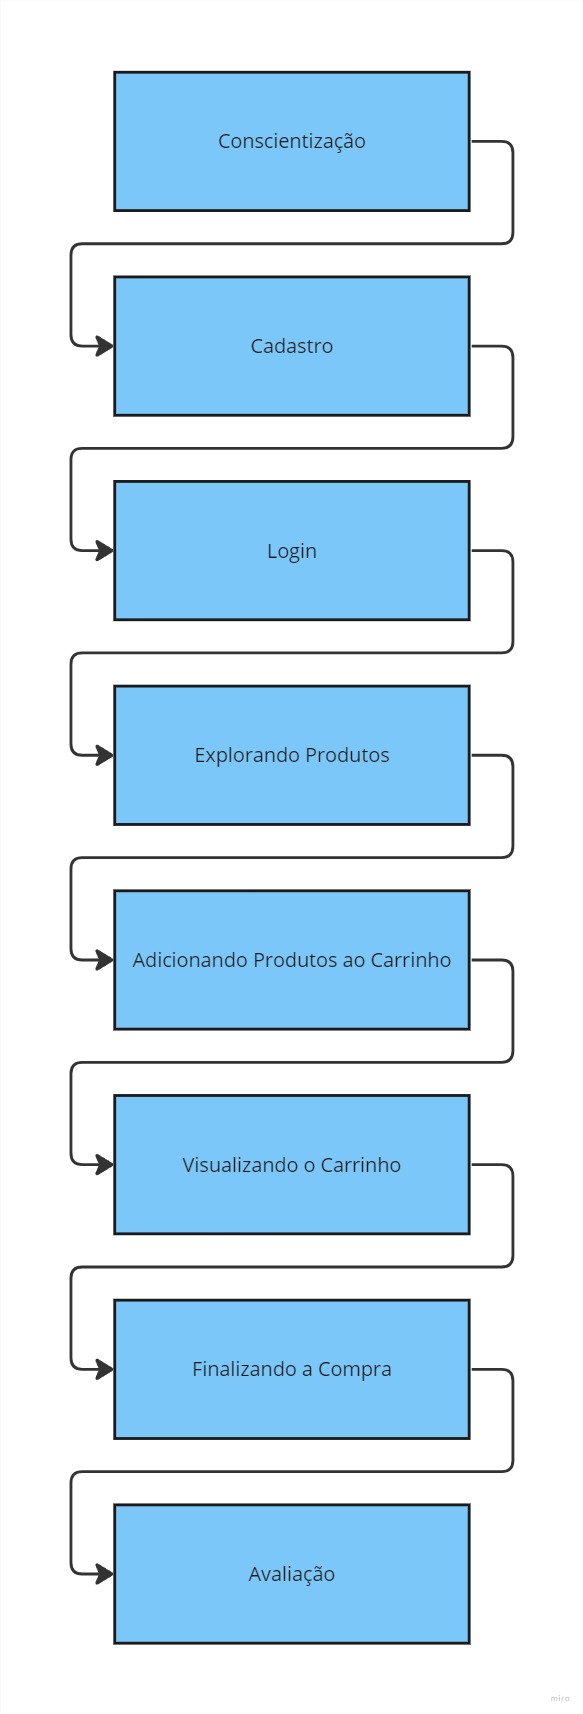 Conscientização
Cadastro
Login
Explorando Produtos
Adicionando Produtos ao Carrinho
Visualizando o Carrinho
Finalizando a Compra
Avaliação
miro